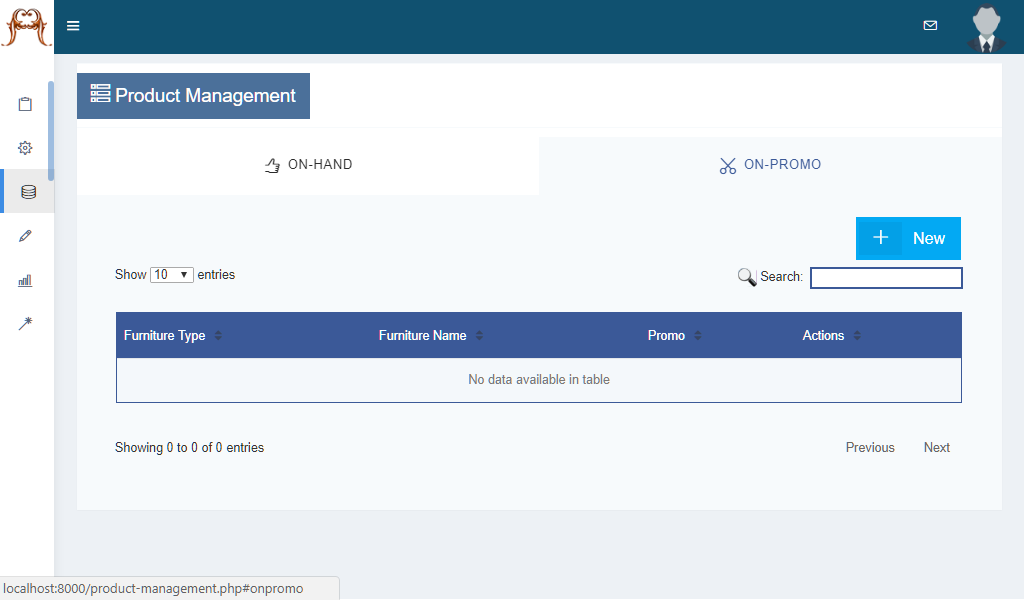 Product Management
ON-HAND
ON-PROMO
New
Show 10 entries
Search:
Furniture Type Furniture Name Promo Actions
No data available in table
Showing 0 to 0 of 0 entries
Previous Next
localhost:8000/product-management.php#onpromo